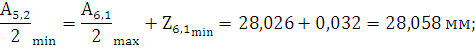 A₅,₂/2 min = A₆,₁/2 max + Z₆,₁min = 28,026 + 0,032 = 28,058 мм;